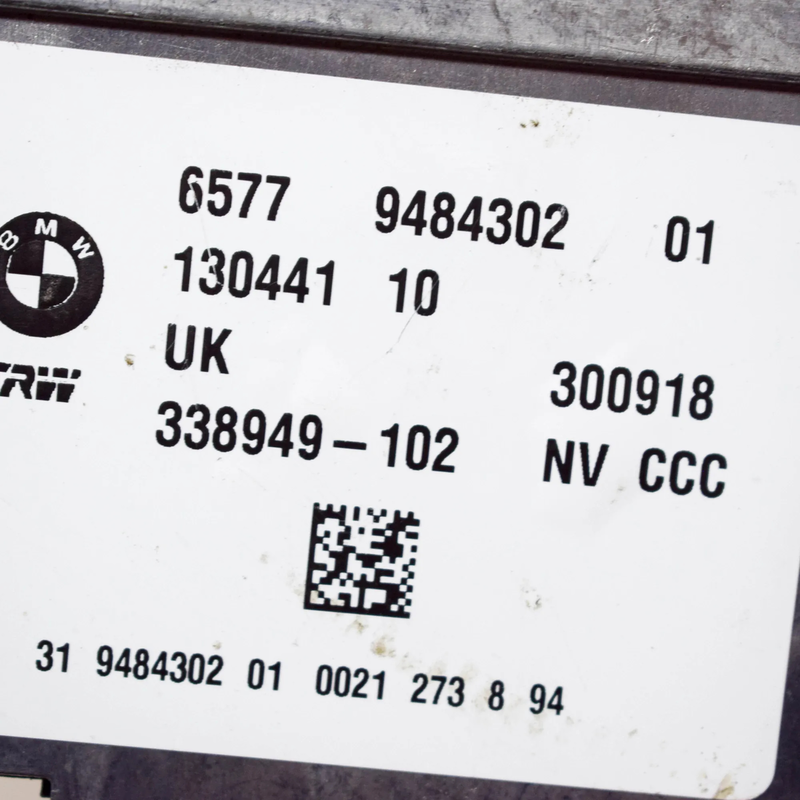 6577 9484302 01
130441 10
BMW
UK 300918
TRW
338949-102 NV CCC
31 9484302 01 0021 273 8 94